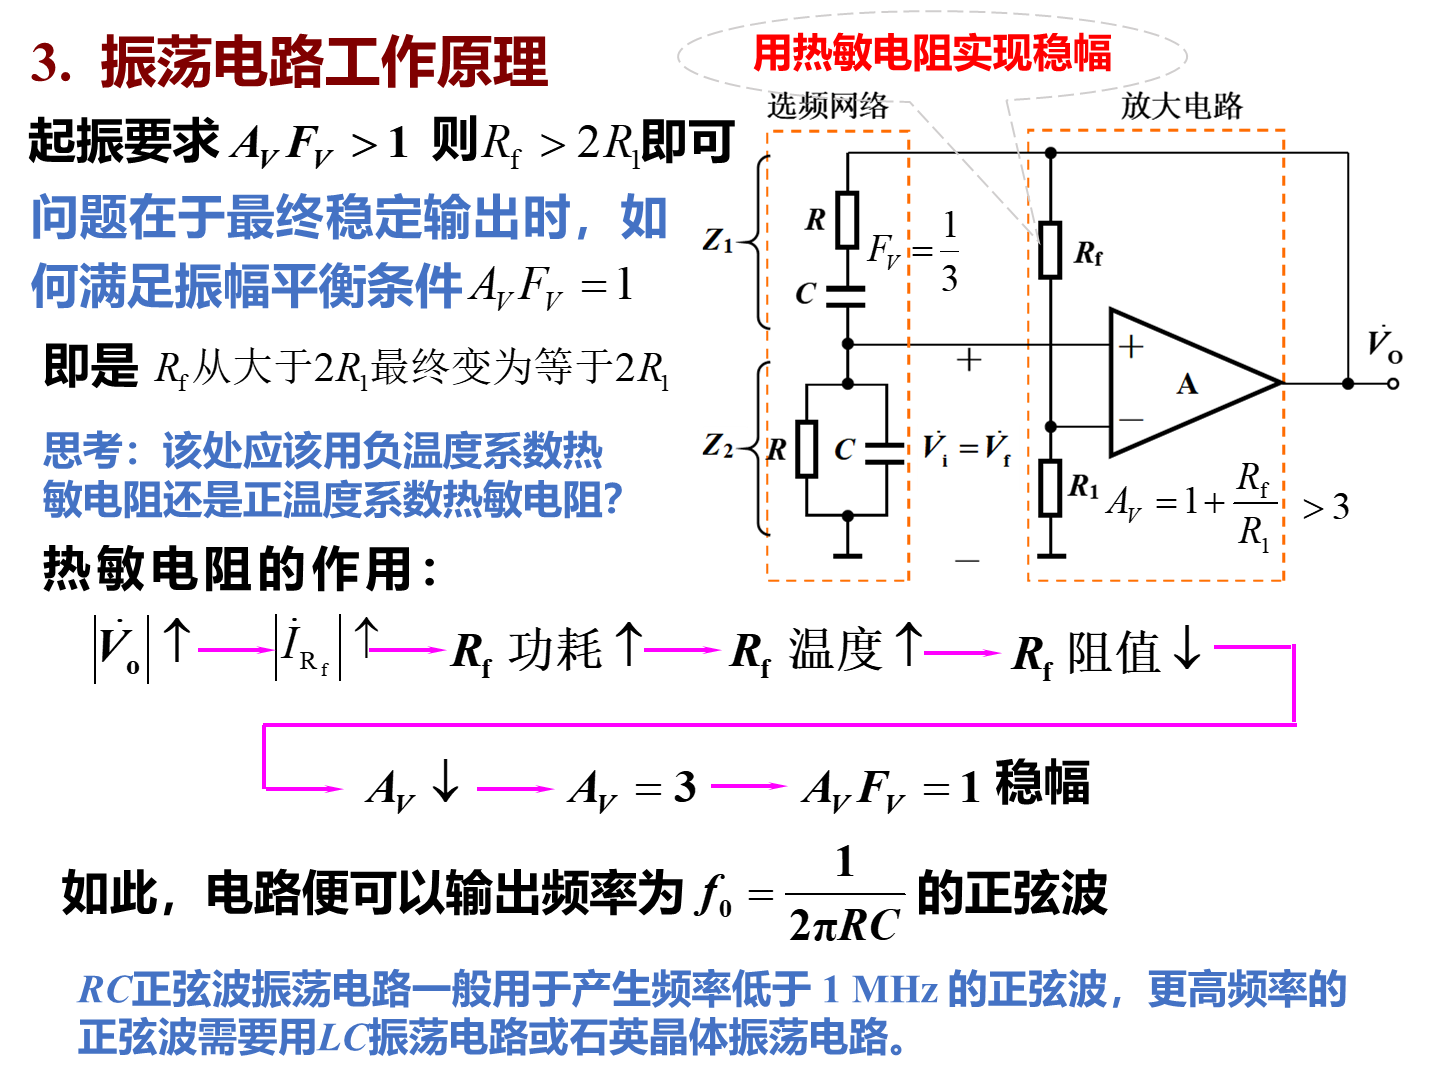 3. 振荡电路工作原理
用热敏电阻实现稳幅
起振要求 A_V F_V > 1 则 R_f > 2R_1 即可
问题在于最终稳定输出时，如
何满足振幅平衡条件 A_V F_V = 1
即是 R_f 从大于2R_1最终变为等于2R_1
思考：该处应该用负温度系数热
敏电阻还是正温度系数热敏电阻?
选频网络
放大电路
Z1
R
C
F_V = 1/3
R_f
+
−
A
V̇_O
Z2
R
C
+
V̇_i = V̇_f
−
R1
A_V = 1 + R_f/R_1 > 3
热敏电阻的作用：
|V̇_o| ↑ → |İ_{R_f}| ↑ → R_f 功耗 ↑ → R_f 温度 ↑ → R_f 阻值 ↓
→ A_V ↓ → A_V = 3 → A_V F_V = 1 稳幅
如此，电路便可以输出频率为 f_0 = 1/(2πRC) 的正弦波
RC正弦波振荡电路一般用于产生频率低于 1 MHz 的正弦波，更高频率的
正弦波需要用LC振荡电路或石英晶体振荡电路。